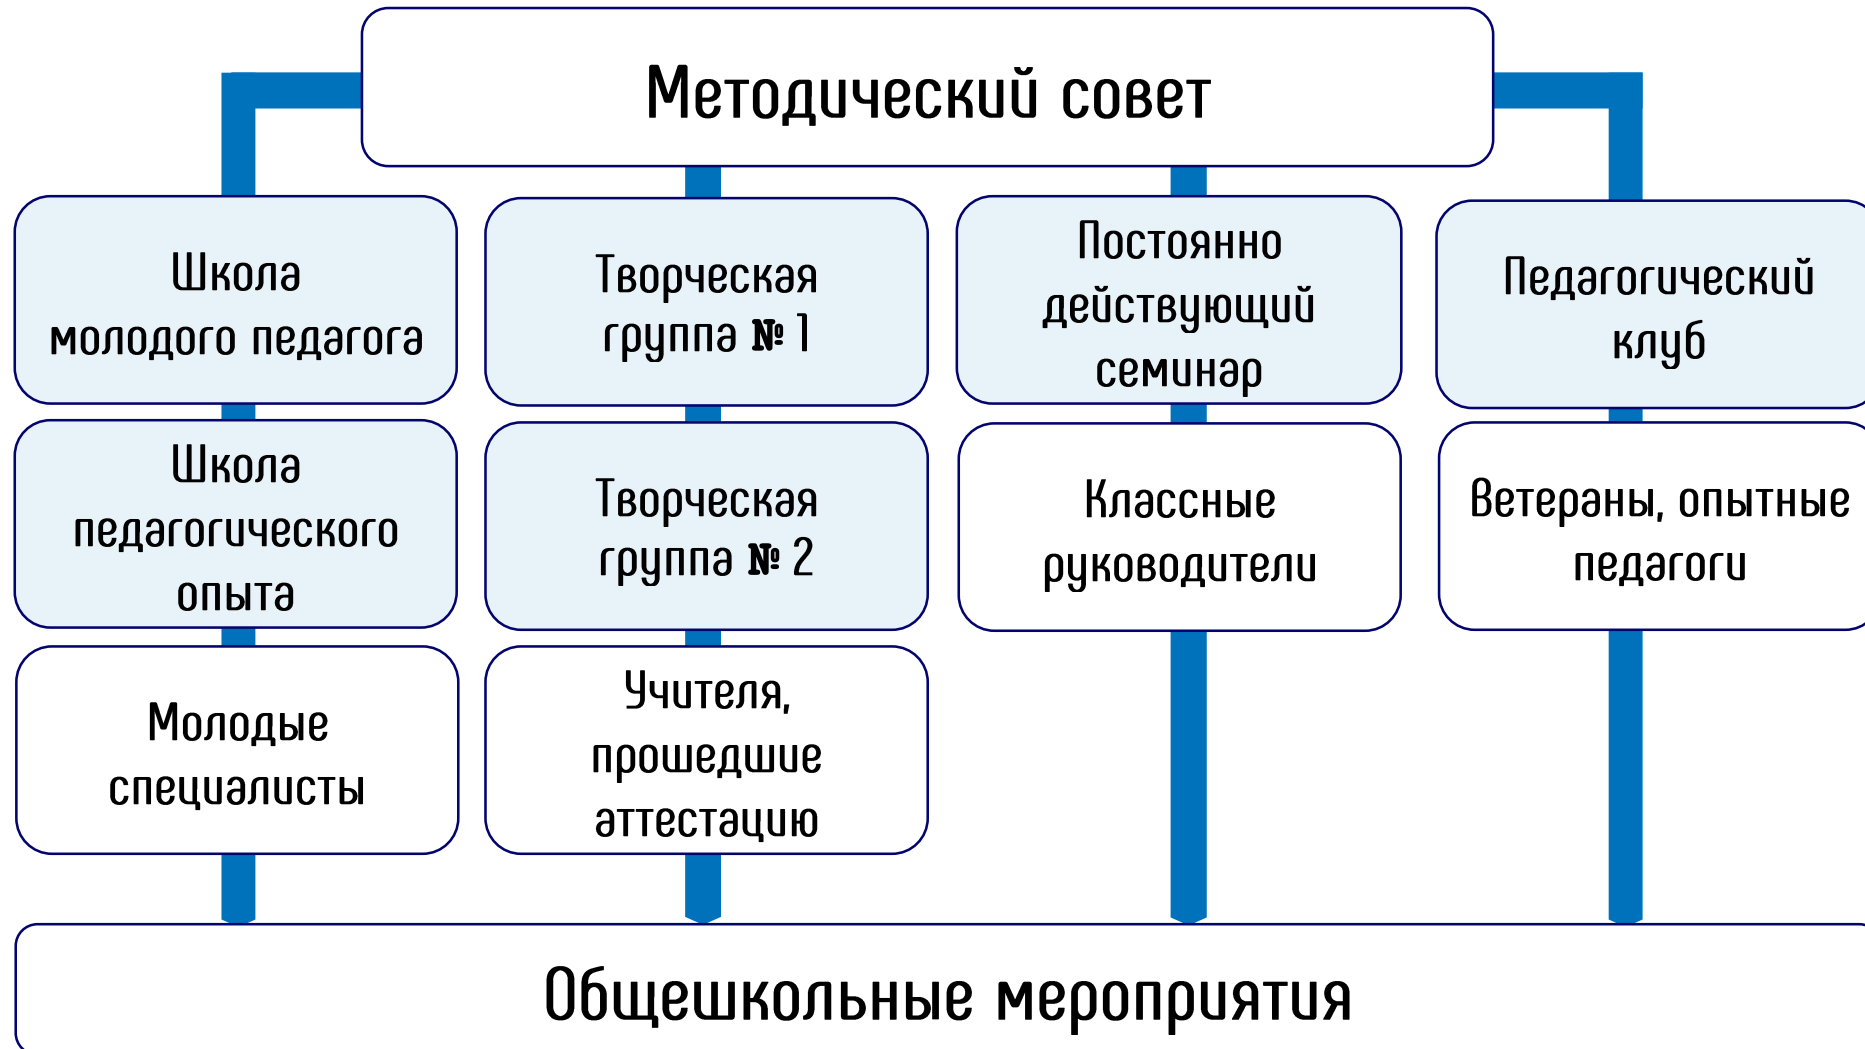 Методический совет
Школа
молодого педагога
Творческая
группа № 1
Постоянно
действующий
семинар
Педагогический
клуб
Школа
педагогического
опыта
Творческая
группа № 2
Классные
руководители
Ветераны, опытные
педагоги
Молодые
специалисты
Учителя,
прошедшие
аттестацию
Общешкольные мероприятия